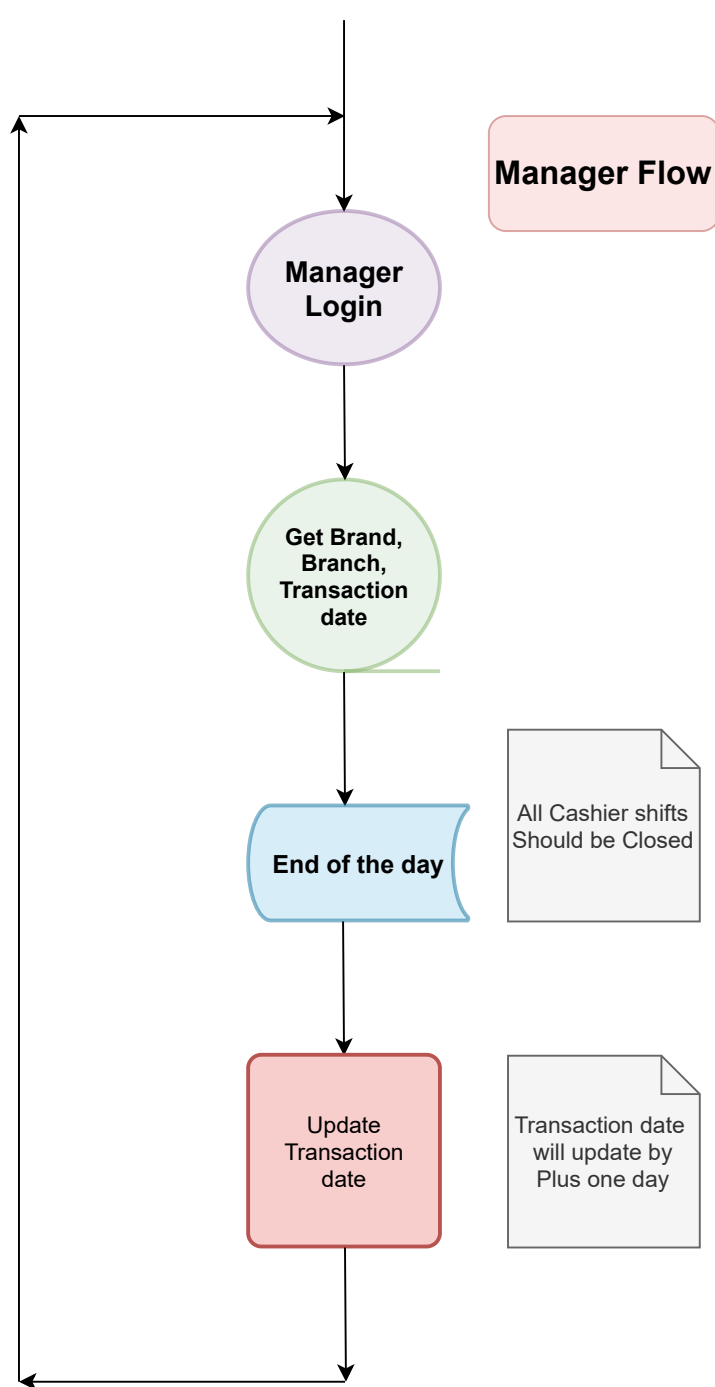 Manager Flow
Manager
Login
Get Brand,
Branch,
Transaction
date
All Cashier shifts
Should be Closed
End of the day
Update
Transaction
date
Transaction date
will update by
Plus one day